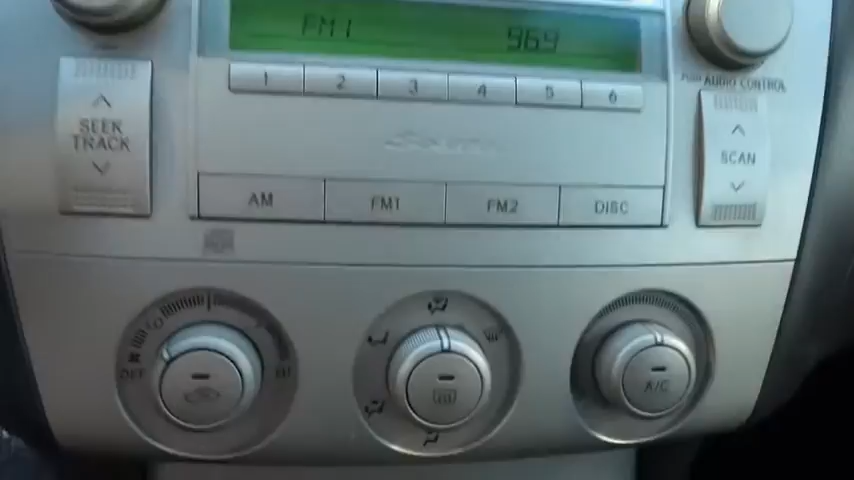 FM1 969
1 2 3 4 5 6
AUDIO CONTROL
SEEK
TRACK
SCAN
AM FM1 FM2 DISC
OFF
A/C